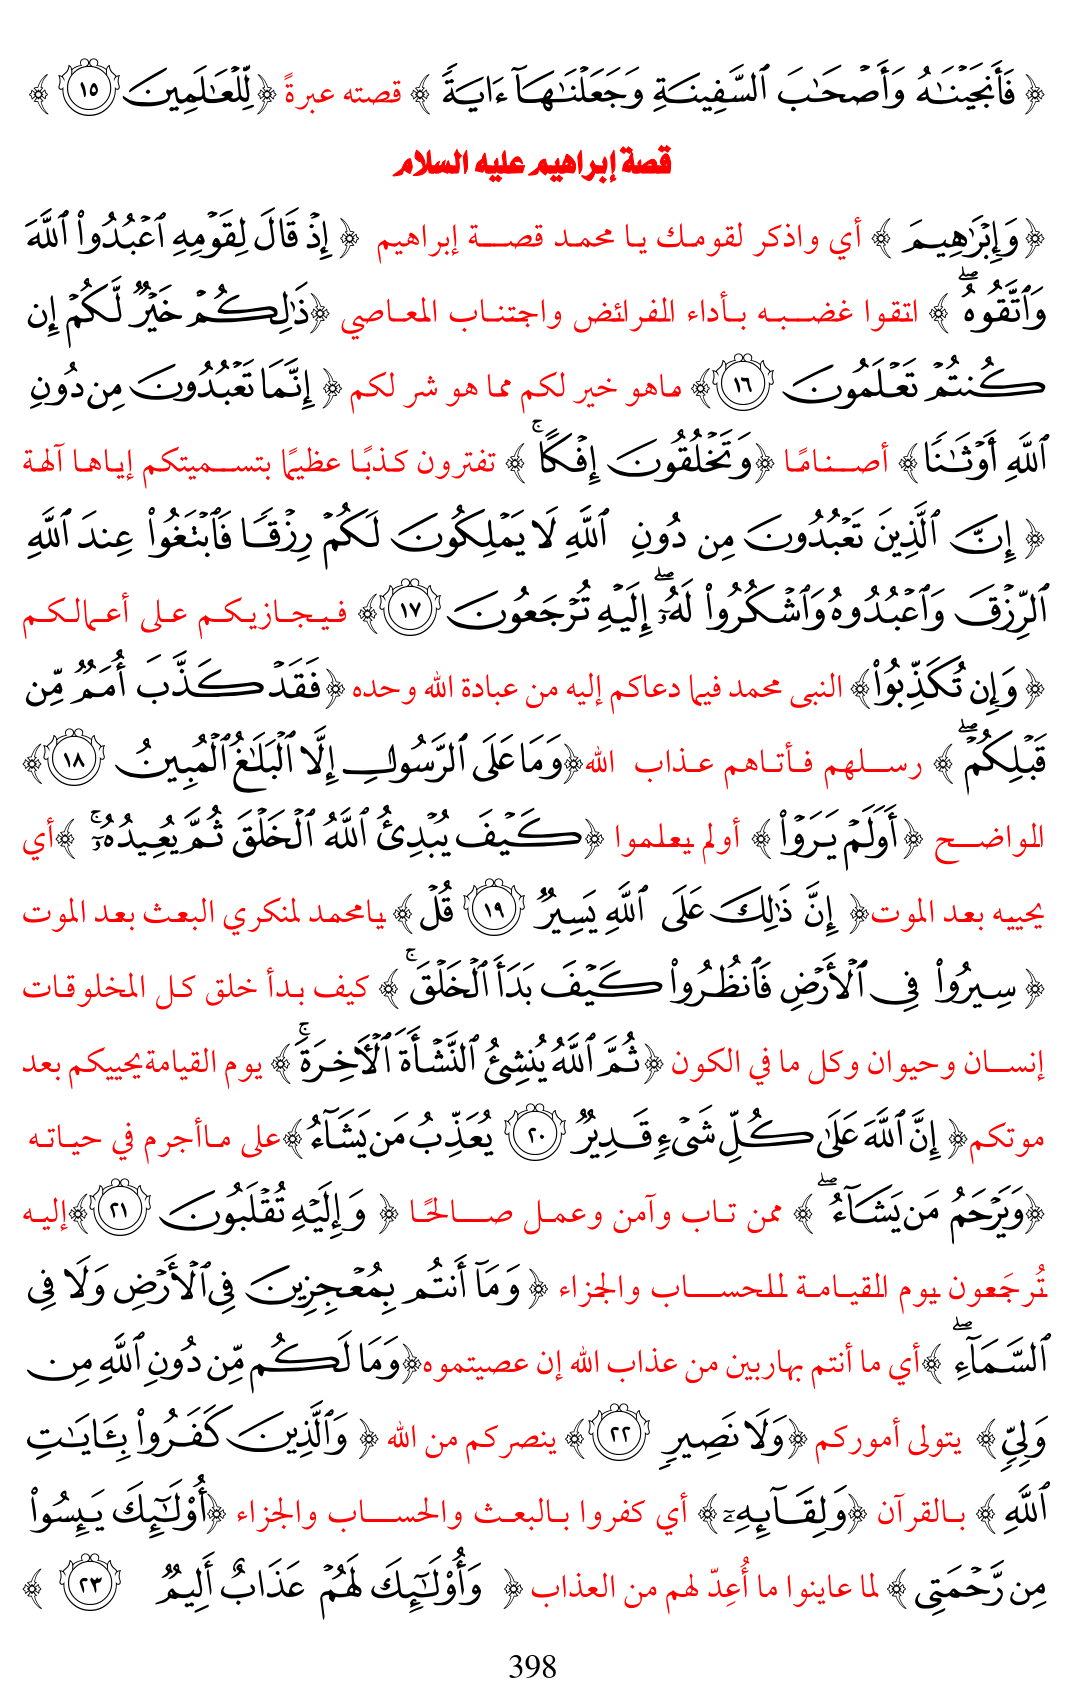 ﴿ فَأَنجَيْنَٰهُ وَأَصْحَٰبَ ٱلسَّفِينَةِ وَجَعَلْنَٰهَآ ءَايَةً ﴾ قصته عبرةً ﴿ لِّلْعَٰلَمِينَ ١٥ ﴾
قصة إبراهيم عليه السلام
﴿ وَإِبْرَٰهِيمَ ﴾ أي واذكر لقومك يا محمد قصة إبراهيم ﴿ إِذْ قَالَ لِقَوْمِهِ ٱعْبُدُوا۟ ٱللَّهَ
وَٱتَّقُوهُ ۖ ﴾ اتقوا غضبه بأداء الفرائض واجتناب المعاصي ﴿ ذَٰلِكُمْ خَيْرٌ لَّكُمْ إِن
كُنتُمْ تَعْلَمُونَ ١٦ ﴾ ماهو خير لكم مما هو شر لكم ﴿ إِنَّمَا تَعْبُدُونَ مِن دُونِ
ٱللَّهِ أَوْثَٰنًا ﴾ أصنامًا ﴿ وَتَخْلُقُونَ إِفْكًا ۚ ﴾ تفترون كذبًا عظيمًا بتسميتكم إياها آلهة
﴿ إِنَّ ٱلَّذِينَ تَعْبُدُونَ مِن دُونِ ٱللَّهِ لَا يَمْلِكُونَ لَكُمْ رِزْقًا فَٱبْتَغُوا۟ عِندَ ٱللَّهِ
ٱلرِّزْقَ وَٱعْبُدُوهُ وَٱشْكُرُوا۟ لَهُۥٓ ۖ إِلَيْهِ تُرْجَعُونَ ١٧ ﴾ فيجازيكم على أعمالكم
﴿ وَإِن تُكَذِّبُوا۟ ﴾ النبى محمد فيما دعاكم إليه من عبادة الله وحده ﴿ فَقَدْ كَذَّبَ أُمَمٌ مِّن
قَبْلِكُمْ ۖ ﴾ رسلهم فأتاهم عذاب الله ﴿ وَمَا عَلَى ٱلرَّسُولِ إِلَّا ٱلْبَلَٰغُ ٱلْمُبِينُ ١٨ ﴾
الواضح ﴿ أَوَلَمْ يَرَوْا۟ ﴾ أولم يعلموا ﴿ كَيْفَ يُبْدِئُ ٱللَّهُ ٱلْخَلْقَ ثُمَّ يُعِيدُهُۥٓ ۚ ﴾ أي
يحييه بعد الموت ﴿ إِنَّ ذَٰلِكَ عَلَى ٱللَّهِ يَسِيرٌ ١٩ قُلْ ﴾ يامحمد لمنكري البعث بعد الموت
﴿ سِيرُوا۟ فِى ٱلْأَرْضِ فَٱنظُرُوا۟ كَيْفَ بَدَأَ ٱلْخَلْقَ ۚ ﴾ كيف بدأ خلق كل المخلوقات
إنسان وحيوان وكل ما في الكون ﴿ ثُمَّ ٱللَّهُ يُنشِئُ ٱلنَّشْأَةَ ٱلْءَاخِرَةَ ۚ ﴾ يوم القيامة يحييكم بعد
موتكم ﴿ إِنَّ ٱللَّهَ عَلَىٰ كُلِّ شَىْءٍ قَدِيرٌ ٢٠ يُعَذِّبُ مَن يَشَآءُ ﴾ على ماأجرم في حياته
﴿ وَيَرْحَمُ مَن يَشَآءُ ۖ ﴾ ممن تاب وآمن وعمل صالحًا ﴿ وَإِلَيْهِ تُقْلَبُونَ ٢١ ﴾ إليه
تُرجَعون يوم القيامة للحساب والجزاء ﴿ وَمَآ أَنتُم بِمُعْجِزِينَ فِى ٱلْأَرْضِ وَلَا فِى
ٱلسَّمَآءِ ۖ ﴾ أي ما أنتم بهاربين من عذاب الله إن عصيتموه ﴿ وَمَا لَكُم مِّن دُونِ ٱللَّهِ مِن
وَلِىٍّ ﴾ يتولى أموركم ﴿ وَلَا نَصِيرٍ ٢٢ ﴾ ينصركم من الله ﴿ وَٱلَّذِينَ كَفَرُوا۟ بِـَٔايَٰتِ
ٱللَّهِ ﴾ بالقرآن ﴿ وَلِقَآئِهِۦٓ ﴾ أي كفروا بالبعث والحساب والجزاء ﴿ أُو۟لَٰٓئِكَ يَئِسُوا۟
مِن رَّحْمَتِى ﴾ لما عاينوا ما أُعِدّ لهم من العذاب ﴿ وَأُو۟لَٰٓئِكَ لَهُمْ عَذَابٌ أَلِيمٌ ٢٣ ﴾
398